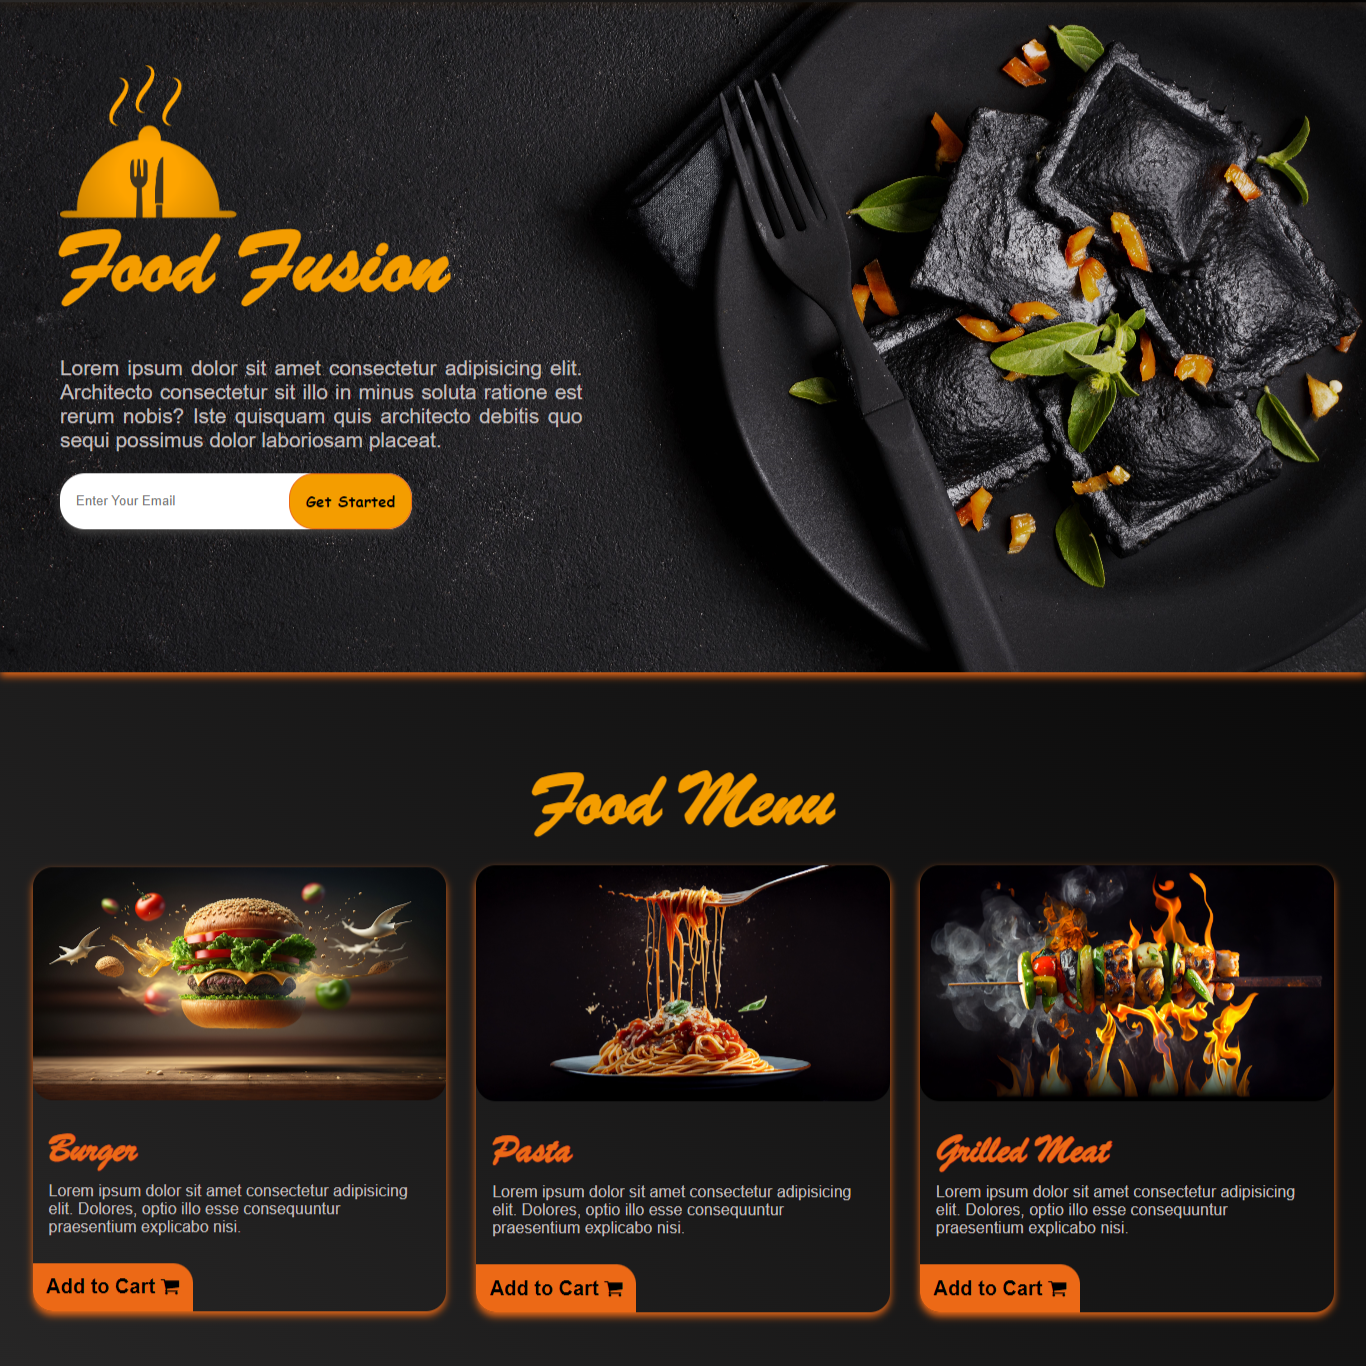 Food Fusion
Lorem ipsum dolor sit amet consectetur adipisicing elit.
Architecto consectetur sit illo in minus soluta ratione est
rerum nobis? Iste quisquam quis architecto debitis quo
sequi possimus dolor laboriosam placeat.
Enter Your Email
Get Started
Food Menu
Burger
Lorem ipsum dolor sit amet consectetur adipisicing
elit. Dolores, optio illo esse consequuntur
praesentium explicabo nisi.
Add to Cart
Pasta
Lorem ipsum dolor sit amet consectetur adipisicing
elit. Dolores, optio illo esse consequuntur
praesentium explicabo nisi.
Add to Cart
Grilled Meat
Lorem ipsum dolor sit amet consectetur adipisicing
elit. Dolores, optio illo esse consequuntur
praesentium explicabo nisi.
Add to Cart